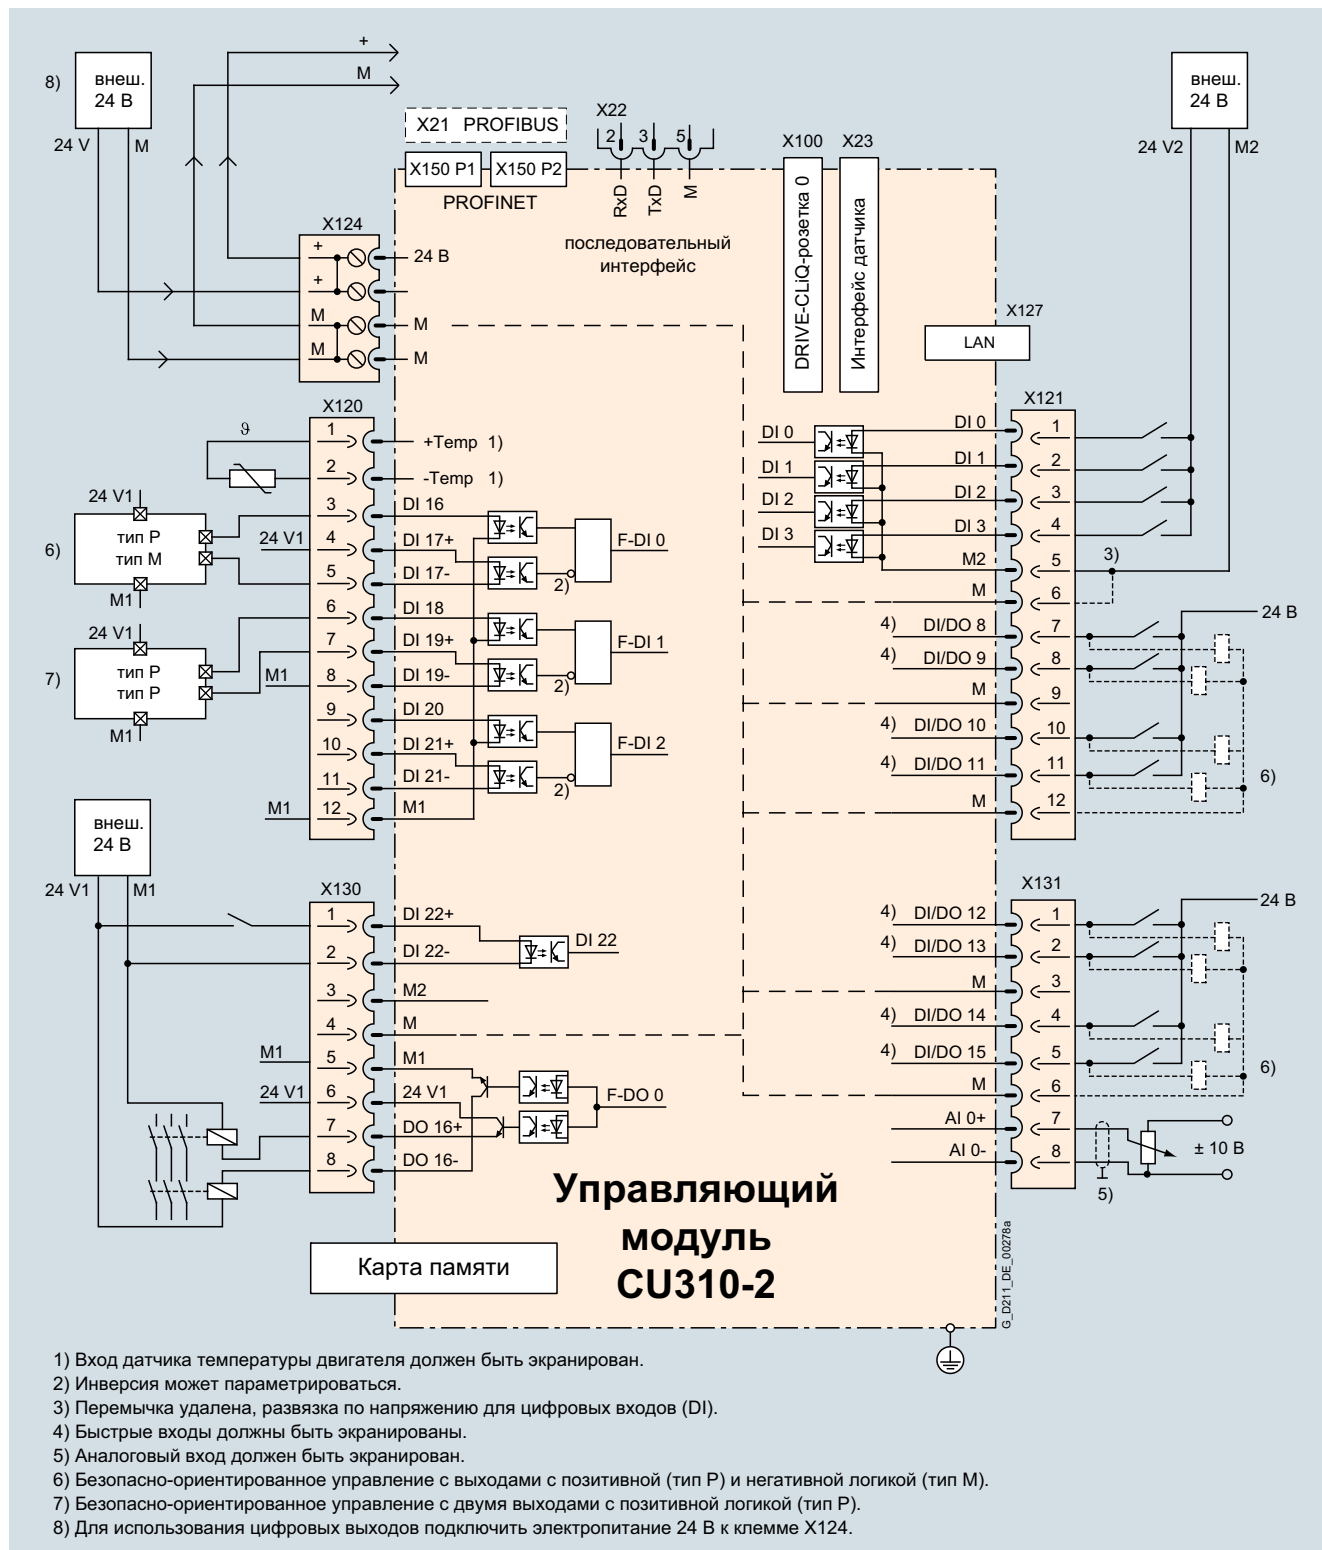 +
M
8)
внеш.
24 В
24 V
M
X21 PROFIBUS
X150 P1
X150 P2
PROFINET
X22
2
3
5
RxD
TxD
M
последовательный
интерфейс
X100
X23
DRIVE-CLiQ-розетка 0
Интерфейс датчика
внеш.
24 В
24 V2
M2
X127
LAN
X124
+
24 В
+
M
M
M
M
X120
ϑ
1
+Temp 1)
2
-Temp 1)
24 V1
6)
тип P
тип M
M1
3
DI 16
24 V1
4
DI 17+
5
DI 17-
2)
F-DI 0
24 V1
7)
тип P
тип P
M1
6
DI 18
7
DI 19+
M1
8
DI 19-
2)
F-DI 1
9
DI 20
10
DI 21+
11
DI 21-
2)
F-DI 2
M1
12
M1
внеш.
24 В
24 V1
M1
X130
1
DI 22+
2
DI 22-
DI 22
3
M2
4
M
M1
5
M1
24 V1
6
24 V1
7
DO 16+
8
DO 16-
F-DO 0
X121
DI 0
DI 0
1
DI 1
DI 1
2
DI 2
DI 2
3
DI 3
DI 3
4
M2
5
3)
M
6
24 В
4) DI/DO 8
7
4) DI/DO 9
8
M
9
4) DI/DO 10
10
4) DI/DO 11
11
6)
M
12
X131
24 В
4) DI/DO 12
1
4) DI/DO 13
2
M
3
4) DI/DO 14
4
4) DI/DO 15
5
6)
M
6
AI 0+
7
AI 0-
8
5)
± 10 В
Управляющий
модуль
CU310-2
Карта памяти
G_D211_DE_00278a
1) Вход датчика температуры двигателя должен быть экранирован.
2) Инверсия может параметрироваться.
3) Перемычка удалена, развязка по напряжению для цифровых входов (DI).
4) Быстрые входы должны быть экранированы.
5) Аналоговый вход должен быть экранирован.
6) Безопасно-ориентированное управление с выходами с позитивной (тип P) и негативной логикой (тип M).
7) Безопасно-ориентированное управление с двумя выходами с позитивной логикой (тип P).
8) Для использования цифровых выходов подключить электропитание 24 В к клемме X124.